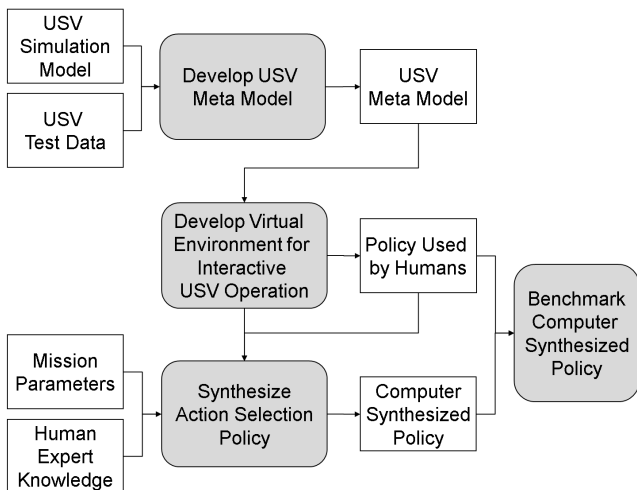 USV
Simulation
Model
USV
Test Data
Develop USV
Meta Model
USV
Meta Model
Develop Virtual
Environment for
Interactive
USV Operation
Policy Used
by Humans
Benchmark
Computer
Synthesized
Policy
Mission
Parameters
Human
Expert
Knowledge
Synthesize
Action Selection
Policy
Computer
Synthesized
Policy